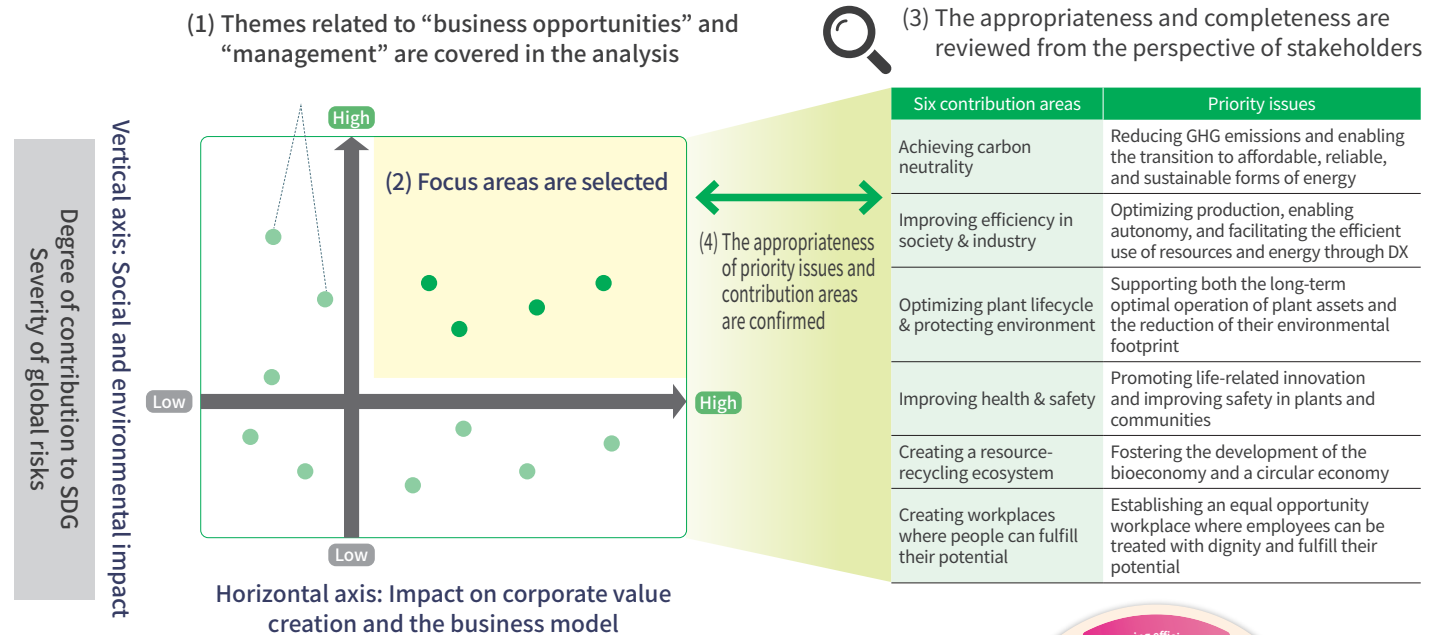 (1) Themes related to “business opportunities” and
“management” are covered in the analysis
(3) The appropriateness and completeness are
reviewed from the perspective of stakeholders
High
(2) Focus areas are selected
Low
High
Low
Degree of contribution to SDG
Severity of global risks
Vertical axis: Social and environmental impact
Horizontal axis: Impact on corporate value
creation and the business model
(4) The appropriateness
of priority issues and
contribution areas
are confirmed
Six contribution areas
Priority issues
Achieving carbon
neutrality
Reducing GHG emissions and enabling
the transition to affordable, reliable,
and sustainable forms of energy
Improving efficiency in
society & industry
Optimizing production, enabling
autonomy, and facilitating the efficient
use of resources and energy through DX
Optimizing plant lifecycle
& protecting environment
Supporting both the long-term
optimal operation of plant assets and
the reduction of their environmental
footprint
Improving health & safety
Promoting life-related innovation
and improving safety in plants and
communities
Creating a resource-
recycling ecosystem
Fostering the development of the
bioeconomy and a circular economy
Creating workplaces
where people can fulfill
their potential
Establishing an equal opportunity
workplace where employees can be
treated with dignity and fulfill their
potential